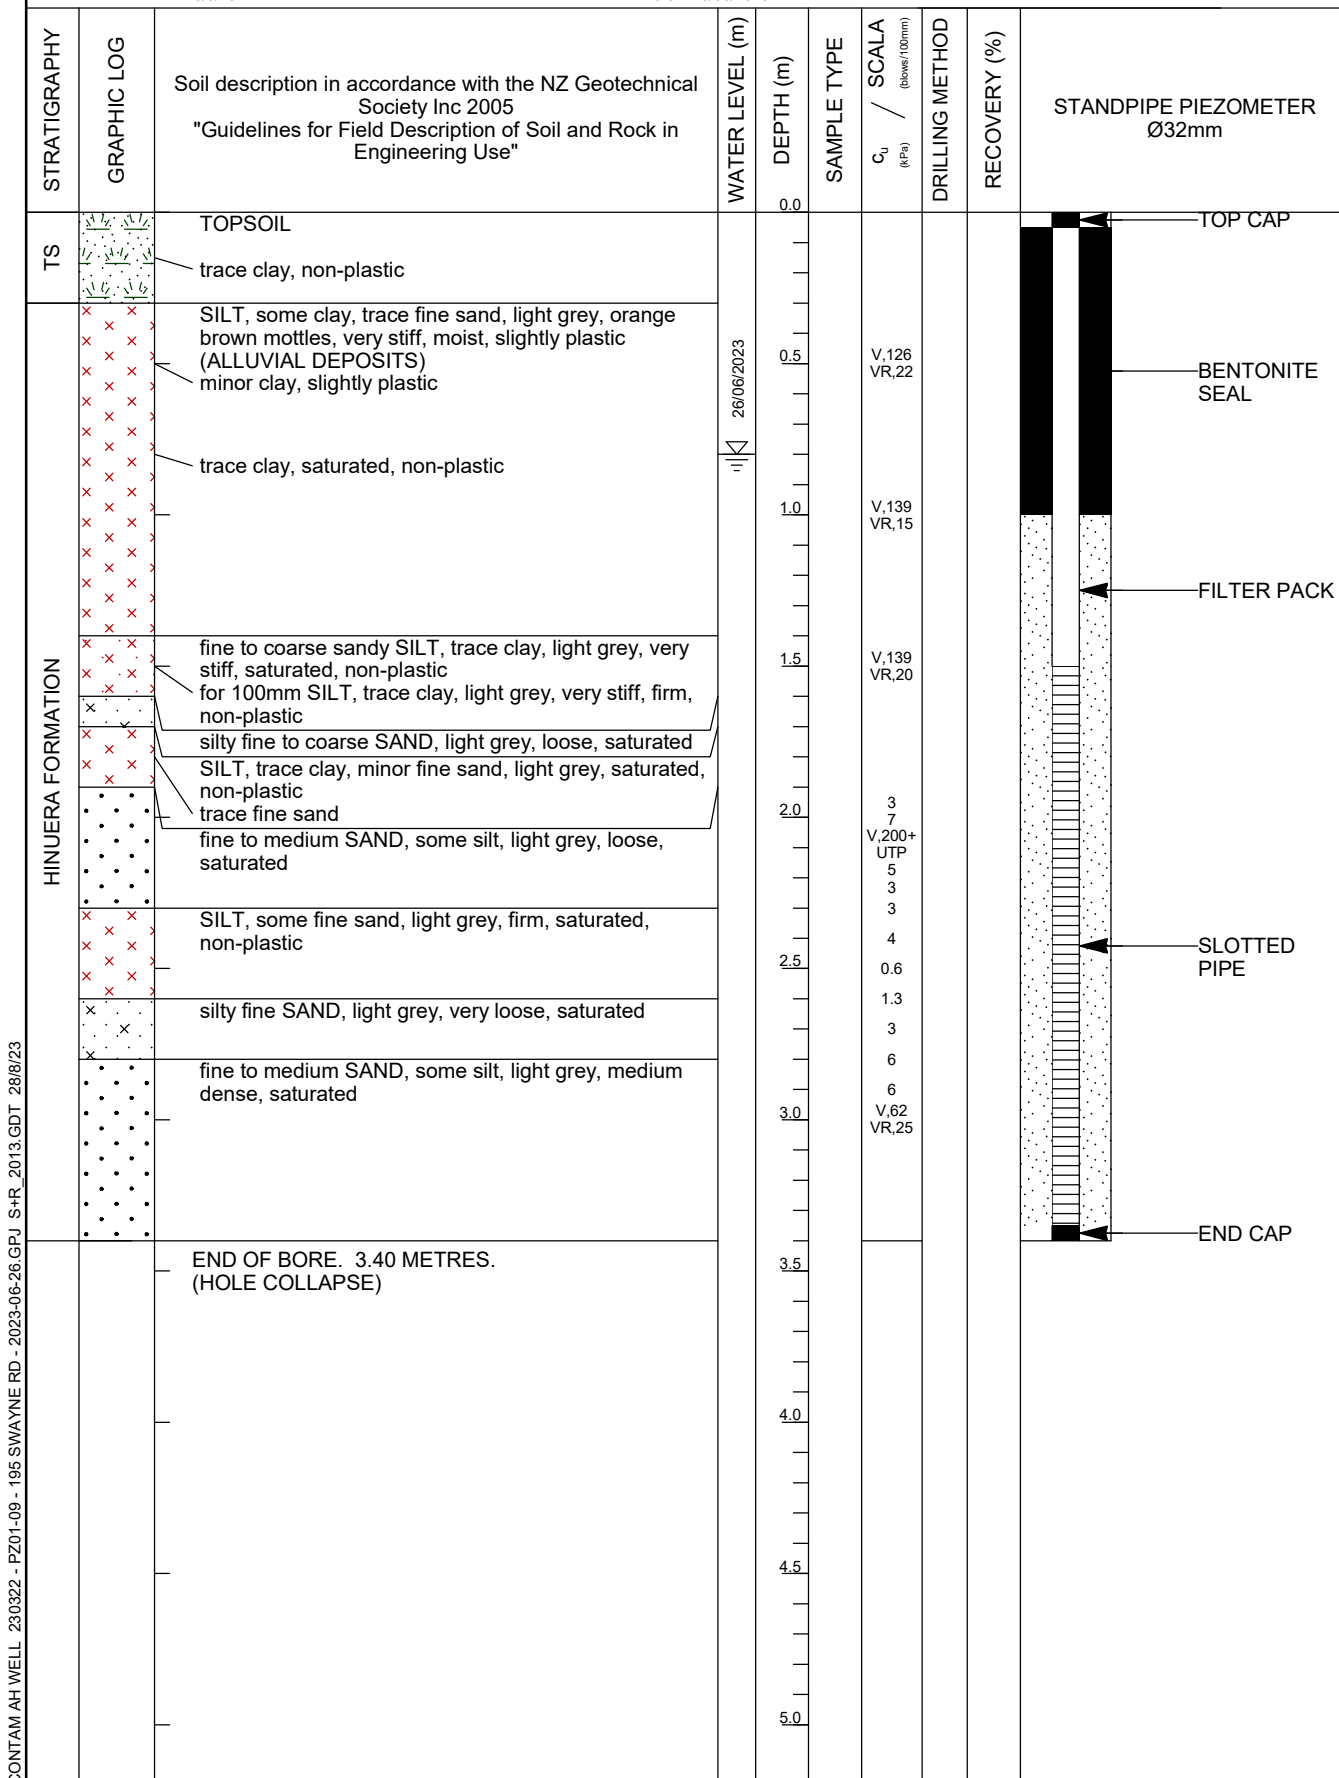 STRATIGRAPHY
GRAPHIC LOG
Soil description in accordance with the NZ Geotechnical
Society Inc 2005
"Guidelines for Field Description of Soil and Rock in
Engineering Use"
WATER LEVEL (m)
DEPTH (m)
SAMPLE TYPE
cu (kPa) / SCALA (blows/100mm)
DRILLING METHOD
RECOVERY (%)
STANDPIPE PIEZOMETER
Ø32mm
0.0
TS
TOPSOIL
trace clay, non-plastic
TOP CAP
HINUERA FORMATION
SILT, some clay, trace fine sand, light grey, orange
brown mottles, very stiff, moist, slightly plastic
(ALLUVIAL DEPOSITS)
minor clay, slightly plastic
26/06/2023
0.5
V,126
VR,22
BENTONITE
SEAL
trace clay, saturated, non-plastic
1.0
V,139
VR,15
FILTER PACK
fine to coarse sandy SILT, trace clay, light grey, very
stiff, saturated, non-plastic
for 100mm SILT, trace clay, light grey, very stiff, firm,
non-plastic
1.5
V,139
VR,20
silty fine to coarse SAND, light grey, loose, saturated
SILT, trace clay, minor fine sand, light grey, saturated,
non-plastic
trace fine sand
fine to medium SAND, some silt, light grey, loose,
saturated
2.0
3
7
V,200+
UTP
5
3
3
SILT, some fine sand, light grey, firm, saturated,
non-plastic
4
2.5
0.6
SLOTTED
PIPE
silty fine SAND, light grey, very loose, saturated
1.3
3
fine to medium SAND, some silt, light grey, medium
dense, saturated
6
6
3.0
V,62
VR,25
END CAP
END OF BORE. 3.40 METRES.
(HOLE COLLAPSE)
3.5
4.0
4.5
5.0
CONTAM AH WELL 230322 - PZ01-09 - 195 SWAYNE RD - 2023-06-26.GPJ S+R_2013.GDT 28/8/23